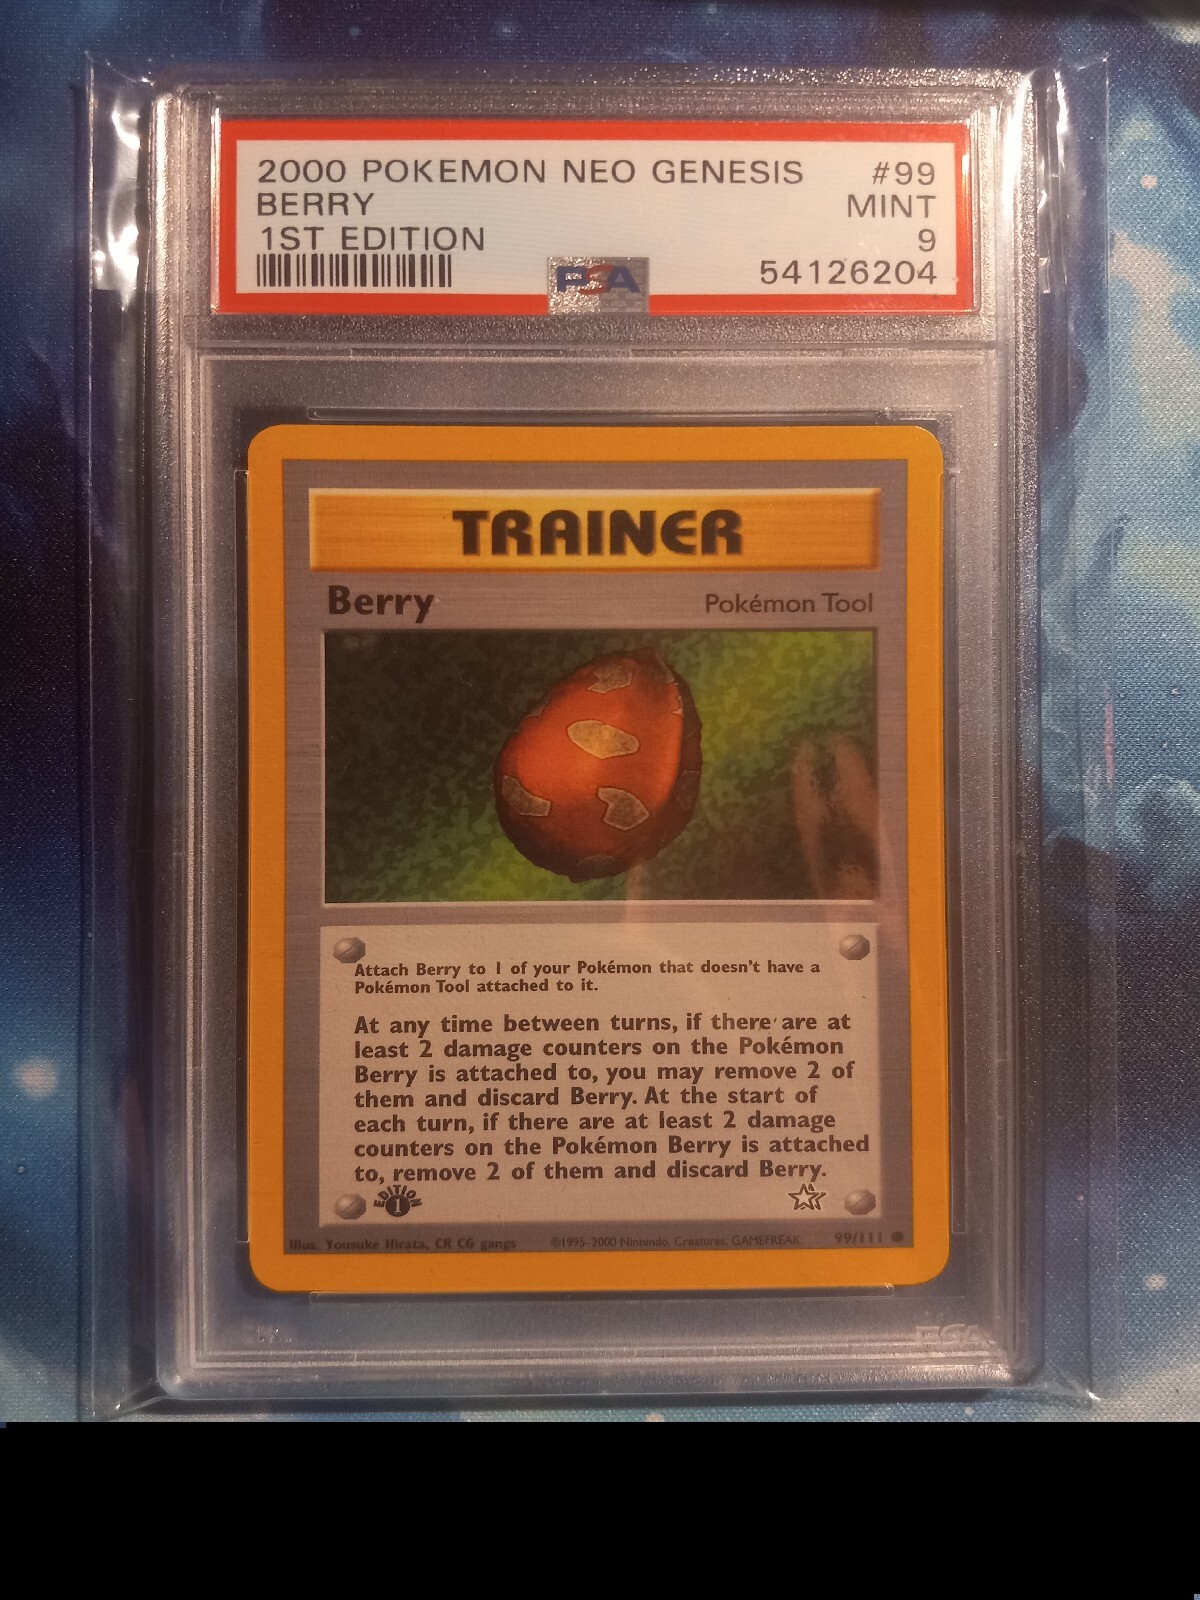 2000 POKEMON NEO GENESIS #99
BERRY MINT
1ST EDITION 9
PSA 54126204
TRAINER
Berry Pokémon Tool
Attach Berry to 1 of your Pokémon that doesn't have a
Pokémon Tool attached to it.
At any time between turns, if there are at
least 2 damage counters on the Pokémon
Berry is attached to, you may remove 2 of
them and discard Berry. At the start of
each turn, if there are at least 2 damage
counters on the Pokémon Berry is attached
to, remove 2 of them and discard Berry.
EDITION 1
Illus. Yousuke Hirata, CR CG gangs ©1995-2000 Nintendo, Creatures, GAMEFREAK. 99/111
PSA